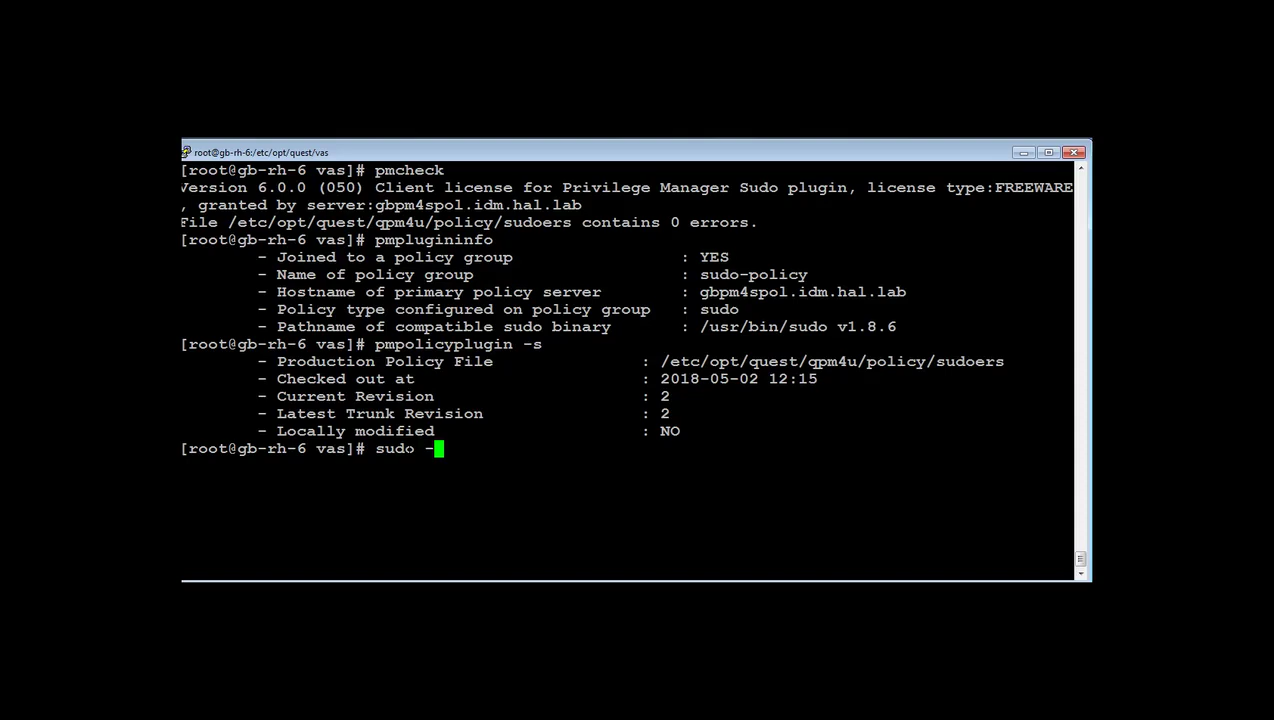 root@gb-rh-6:/etc/opt/quest/vas
[root@gb-rh-6 vas]# pmcheck
Version 6.0.0 (050) Client license for Privilege Manager Sudo plugin, license type:FREEWARE
, granted by server:gbpm4spol.idm.hal.lab
File /etc/opt/quest/qpm4u/policy/sudoers contains 0 errors.
[root@gb-rh-6 vas]# pmplugininfo
- Joined to a policy group : YES
- Name of policy group : sudo-policy
- Hostname of primary policy server : gbpm4spol.idm.hal.lab
- Policy type configured on policy group : sudo
- Pathname of compatible sudo binary : /usr/bin/sudo v1.8.6
[root@gb-rh-6 vas]# pmpolicyplugin -s
- Production Policy File : /etc/opt/quest/qpm4u/policy/sudoers
- Checked out at : 2018-05-02 12:15
- Current Revision : 2
- Latest Trunk Revision : 2
- Locally modified : NO
[root@gb-rh-6 vas]# sudo -